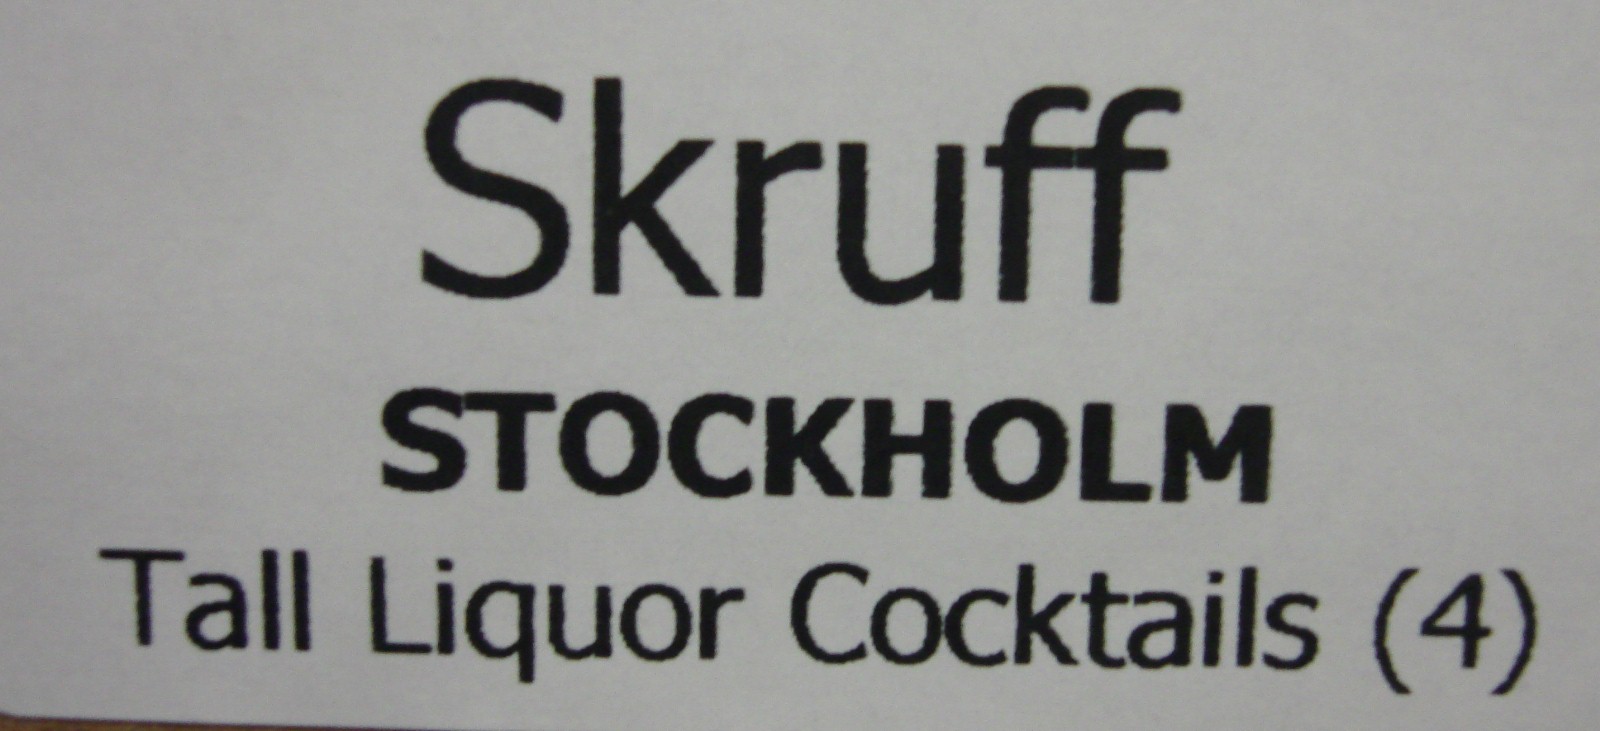 Skruff
STOCKHOLM
Tall Liquor Cocktails (4)